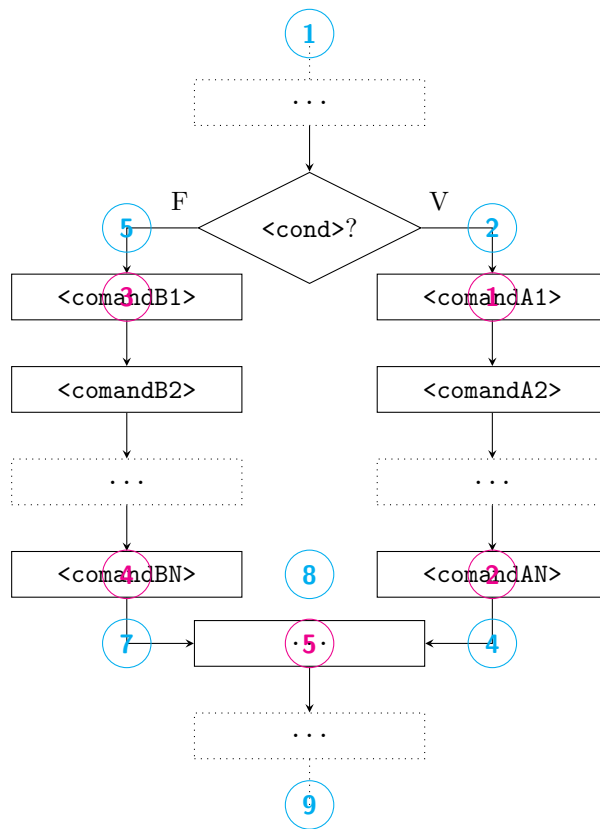 1
...
F
V
5
<cond>?
2
<comandB1>
3
<comandA1>
1
<comandB2>
<comandA2>
...
...
<comandBN>
4
8
<comandAN>
2
7
...
5
4
...
9